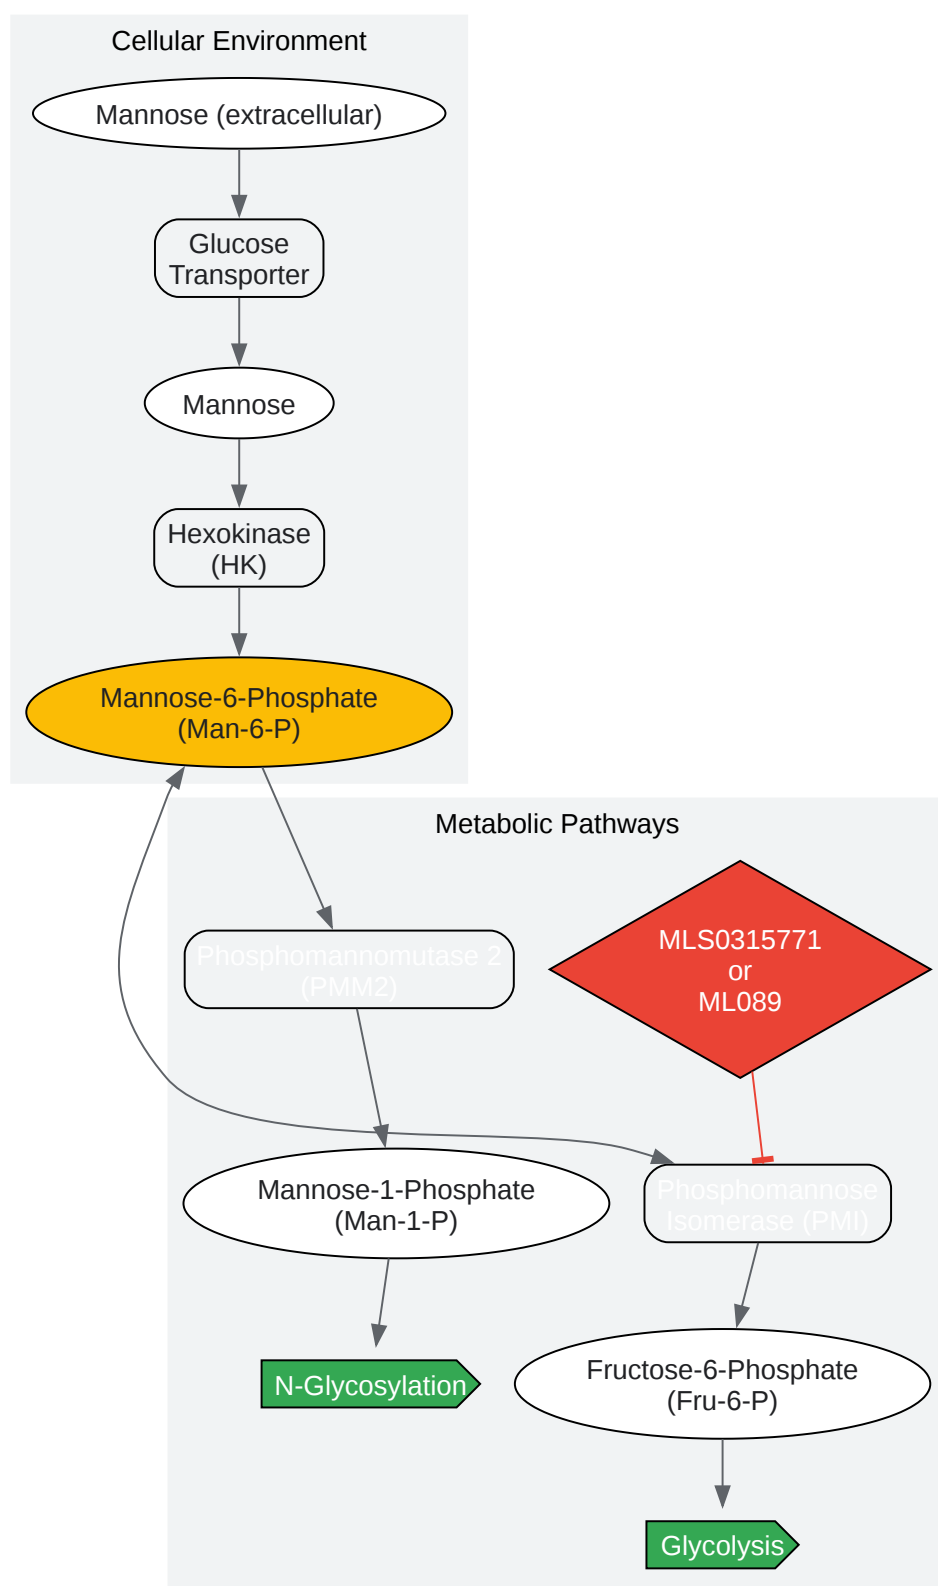 Cellular Environment
Mannose (extracellular)
Glucose
Transporter
Mannose
Hexokinase
(HK)
Mannose-6-Phosphate
(Man-6-P)
Metabolic Pathways
Phosphomannomutase 2
(PMM2)
MLS0315771
or
ML089
Mannose-1-Phosphate
(Man-1-P)
Phosphomannose
Isomerase (PMI)
N-Glycosylation
Fructose-6-Phosphate
(Fru-6-P)
Glycolysis